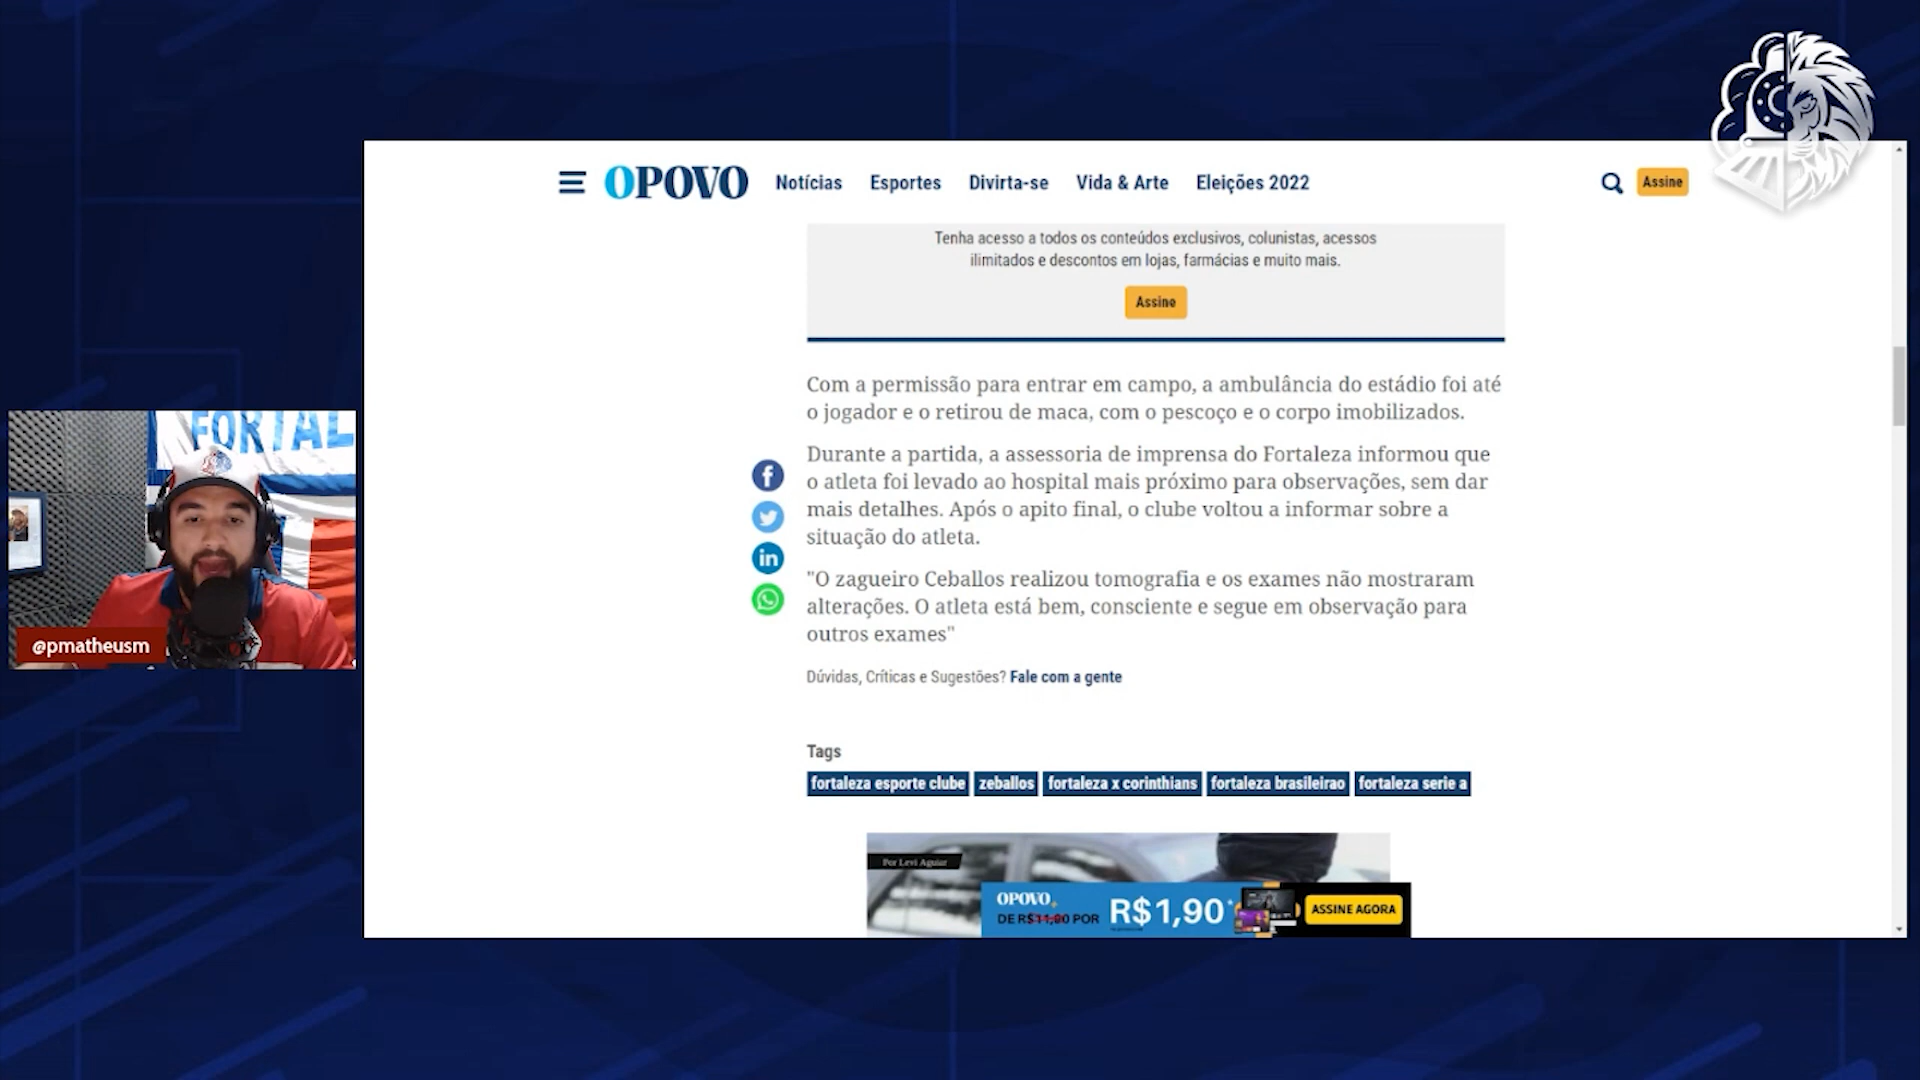 OPOVO Notícias Esportes Divirta-se Vida & Arte Eleições 2022 Assine
Tenha acesso a todos os conteúdos exclusivos, colunistas, acessos
ilimitados e descontos em lojas, farmácias e muito mais.
Assine
Com a permissão para entrar em campo, a ambulância do estádio foi até
o jogador e o retirou de maca, com o pescoço e o corpo imobilizados.
Durante a partida, a assessoria de imprensa do Fortaleza informou que
o atleta foi levado ao hospital mais próximo para observações, sem dar
mais detalhes. Após o apito final, o clube voltou a informar sobre a
situação do atleta.
"O zagueiro Ceballos realizou tomografia e os exames não mostraram
alterações. O atleta está bem, consciente e segue em observação para
outros exames"
Dúvidas, Críticas e Sugestões? Fale com a gente
Tags
fortaleza esporte clube zeballos fortaleza x corinthians fortaleza brasileirao fortaleza serie a
Por Levi Aguiar
OPOVO+
DE R$11,90 POR
R$1,90*
ASSINE AGORA
FORTAL
@pmatheusm